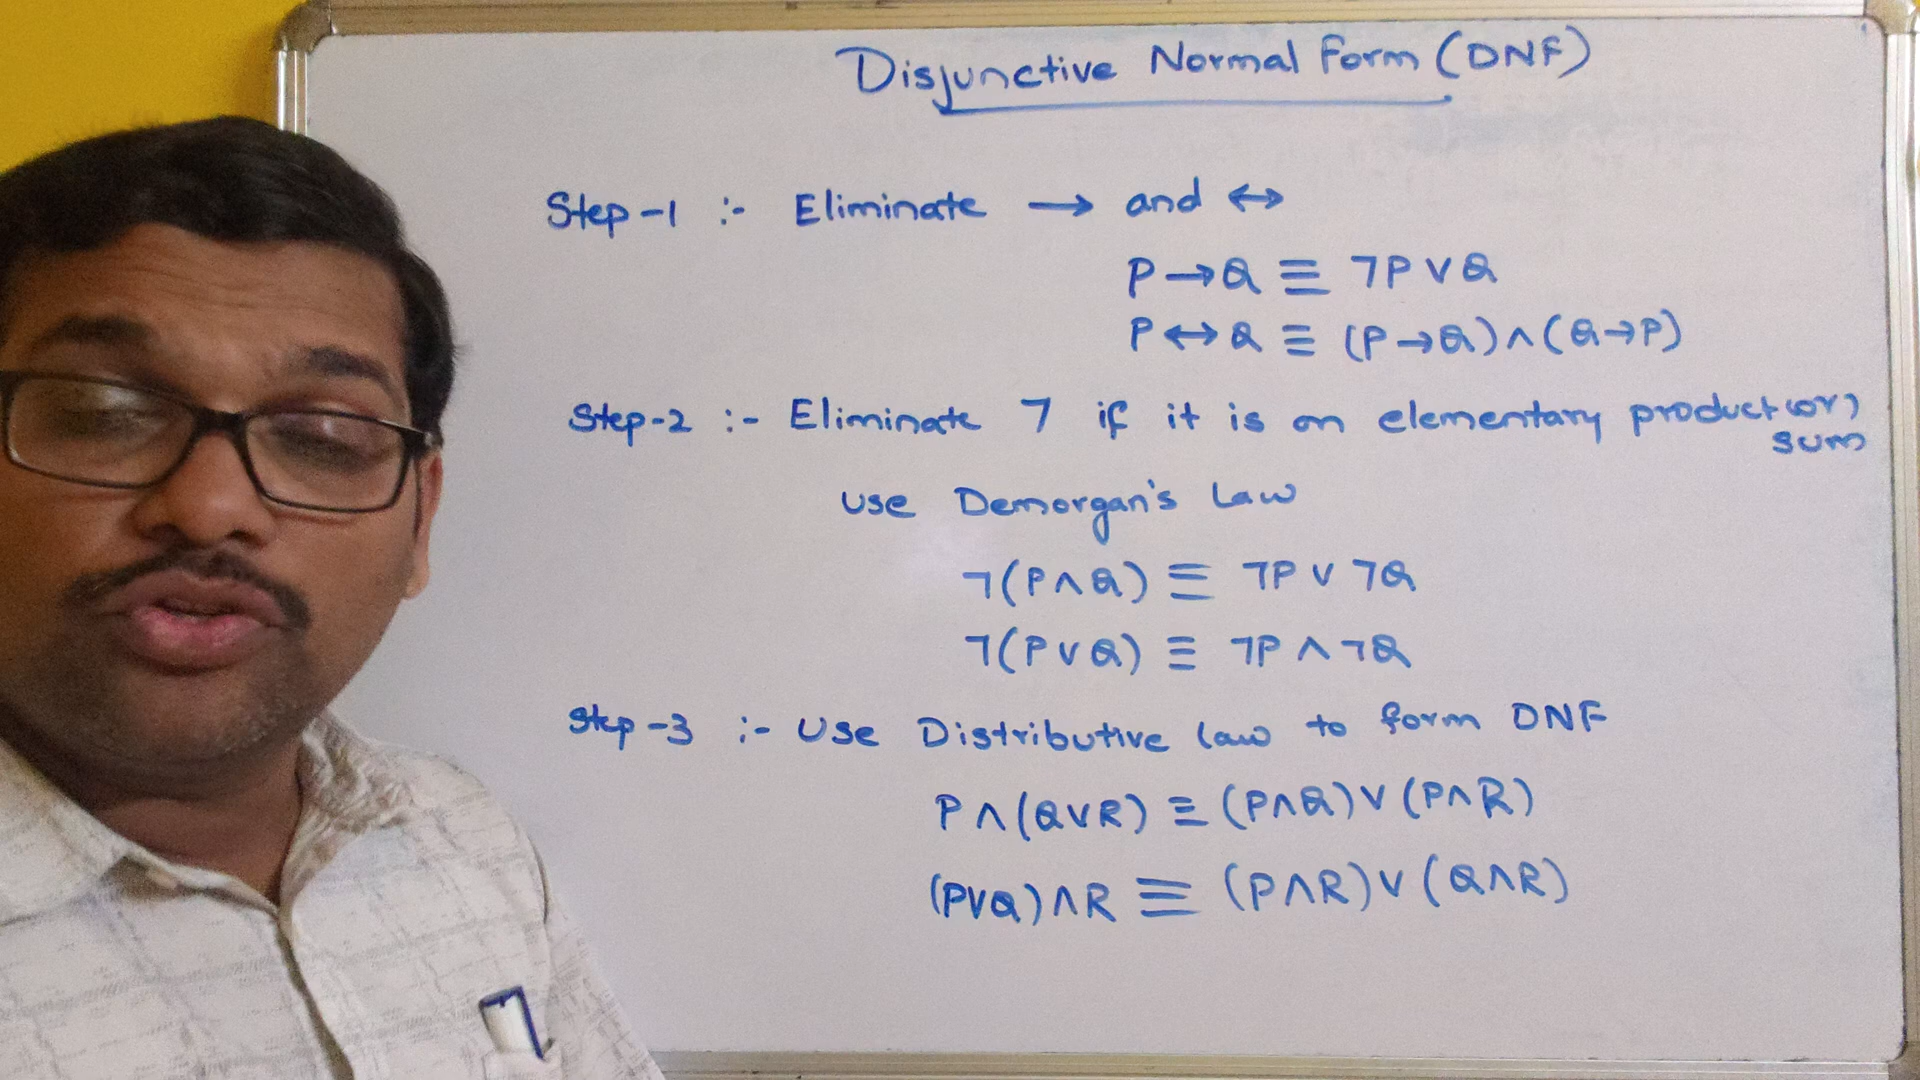 Disjunctive Normal Form (DNF)
Step-1 :- Eliminate → and ↔
P→Q ≡ ¬P∨Q
P↔Q ≡ (P→Q)∧(Q→P)
Step-2 :- Eliminate ¬ if it is on elementary product (or)
sum
use Demorgan's Law
¬(P∧Q) ≡ ¬P ∨ ¬Q
¬(P∨Q) ≡ ¬P ∧ ¬Q
Step-3 :- Use Distributive law to form DNF
P∧(Q∨R) ≡ (P∧Q)∨(P∧R)
(P∨Q)∧R ≡ (P∧R)∨(Q∧R)